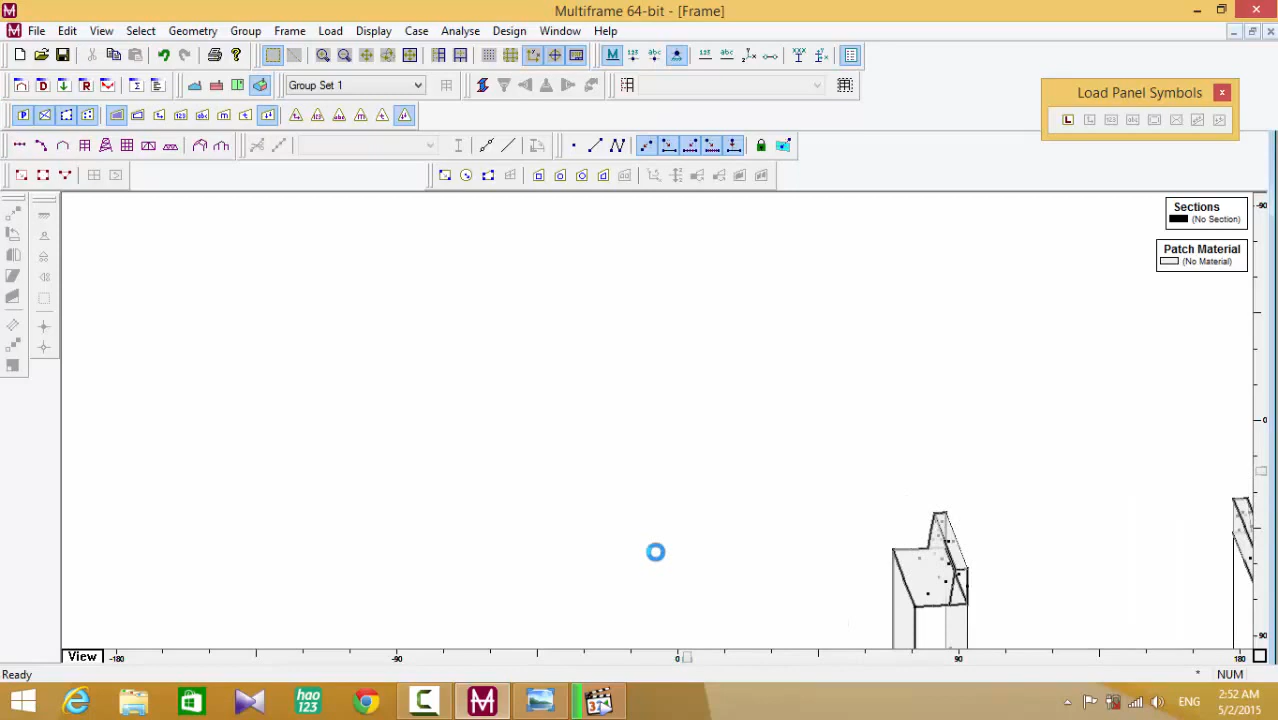 Multiframe 64-bit - [Frame]
File Edit View Select Geometry Group Frame Load Display Case Analyse Design Window Help
Group Set 1
Load Panel Symbols
Sections
(No Section)
Patch Material
(No Material)
-90
0
90
View
-180
-90
0
90
180
Ready
NUM
hao
123
ENG
2:52 AM
5/2/2015